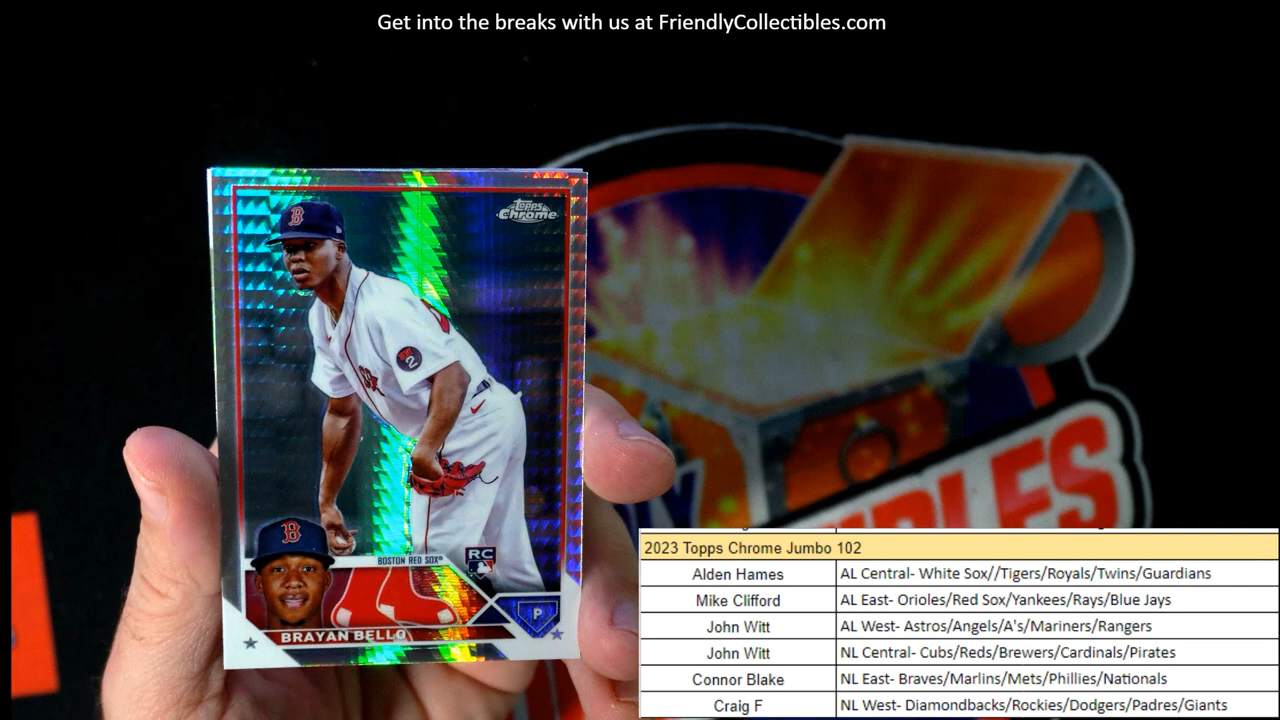 Get into the breaks with us at FriendlyCollectibles.com
Topps
Chrome
B
2
B
BOSTON RED SOX®
RC
P
BRAYAN BELLO
2023 Topps Chrome Jumbo 102
Alden Hames AL Central- White Sox//Tigers/Royals/Twins/Guardians
Mike Clifford AL East- Orioles/Red Sox/Yankees/Rays/Blue Jays
John Witt AL West- Astros/Angels/A's/Mariners/Rangers
John Witt NL Central- Cubs/Reds/Brewers/Cardinals/Pirates
Connor Blake NL East- Braves/Marlins/Mets/Phillies/Nationals
Craig F NL West- Diamondbacks/Rockies/Dodgers/Padres/Giants